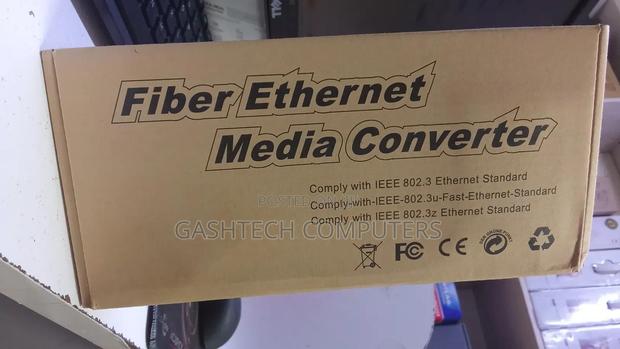 Fiber Ethernet
Media Converter
Comply with IEEE 802.3 Ethernet Standard
Comply-with-IEEE-802.3u-Fast-Ethernet-Standard
Comply with IEEE 802.3z Ethernet Standard
GASHTECH COMPUTERS
FC CE